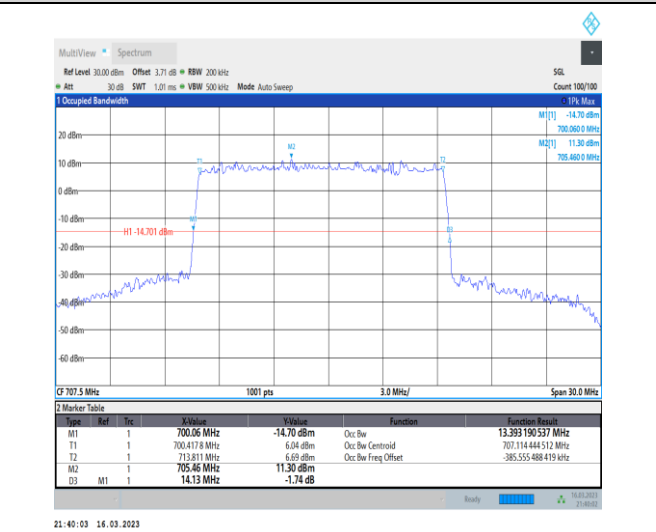 MultiView Spectrum
Ref Level 30.00 dBm Offset 3.71 dB RBW 200 kHz SGL
Att 30 dB SWT 1.01 ms VBW 500 kHz Mode Auto Sweep Count 100/100
1 Occupied Bandwidth 1Pk Max
M1[1] -14.70 dBm
700.060 0 MHz
M2[1] 11.30 dBm
705.460 0 MHz
20 dBm
M2
T1 T2
10 dBm
0 dBm
-10 dBm
M1
H1 -14.701 dBm
D3
-20 dBm
-30 dBm
-40 dBm
-50 dBm
-60 dBm
CF 707.5 MHz 1001 pts 3.0 MHz/ Span 30.0 MHz
2 Marker Table
Type Ref Trc X-Value Y-Value Function Function Result
M1 1 700.06 MHz -14.70 dBm Occ Bw 13.393 190 537 MHz
T1 1 700.417 8 MHz 6.04 dBm Occ Bw Centroid 707.114 444 512 MHz
T2 1 713.811 MHz 6.69 dBm Occ Bw Freq Offset -385.555 488 419 kHz
M2 1 705.46 MHz 11.30 dBm
D3 M1 1 14.13 MHz -1.74 dB
Ready 16.03.2023
21:40:02
21:40:03 16.03.2023